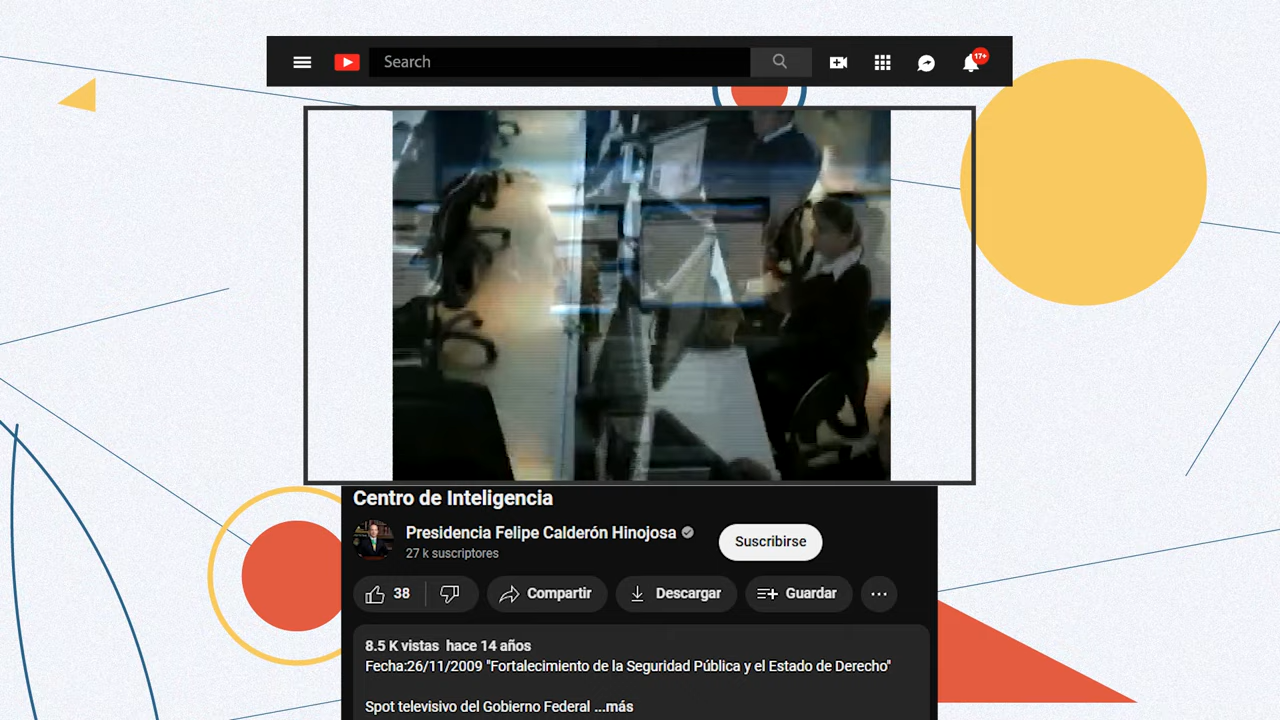 Search
17+
Centro de Inteligencia
Presidencia Felipe Calderón Hinojosa
27 k suscriptores
Suscribirse
38
Compartir
Descargar
Guardar
8.5 K vistas hace 14 años
Fecha:26/11/2009 "Fortalecimiento de la Seguridad Pública y el Estado de Derecho"
Spot televisivo del Gobierno Federal ...más